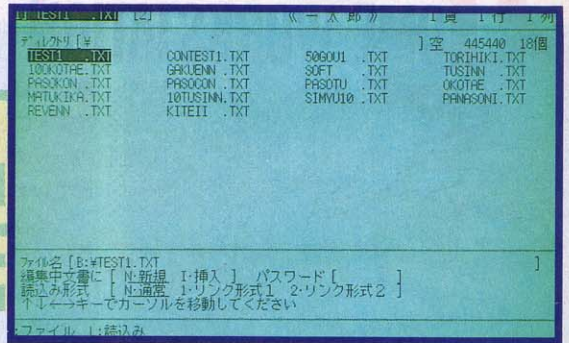 1] TEST1 .TXT [2] 《 一 太 郎 》 1 頁 1 行 1 列
ディレクトリ [¥ ] 空 445440 18個
TEST1 .TXT CONTEST1.TXT 50GOU1 .TXT TORIHIKI.TXT
100KOTAE.TXT GAKUENN .TXT SOFT .TXT TUSINN .TXT
PASOKON .TXT PASOCON .TXT PASOTU .TXT OKOTAE .TXT
MATUKIKA.TXT 10TUSINN.TXT SIMYU10 .TXT PANASONI.TXT
REVENN .TXT KITEII .TXT
ファイル名 [B:¥TEST1.TXT ]
編集中文書に [ N･新規 I･挿入 ] パスワード [ ]
読込み形式 [ N･通常 1･リンク形式1 2･リンク形式2 ]
↑↓←→キーでカーソルを移動してください
:ファイル L:読込み